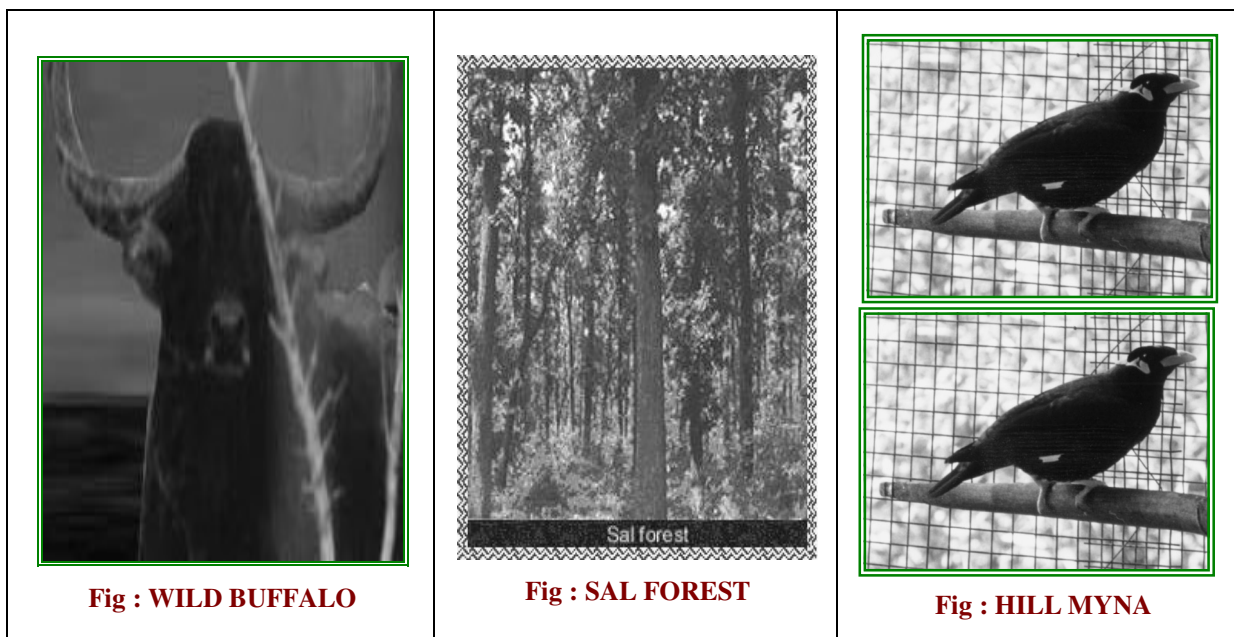 Sal forest
Fig : WILD BUFFALO
Fig : SAL FOREST
Fig : HILL MYNA